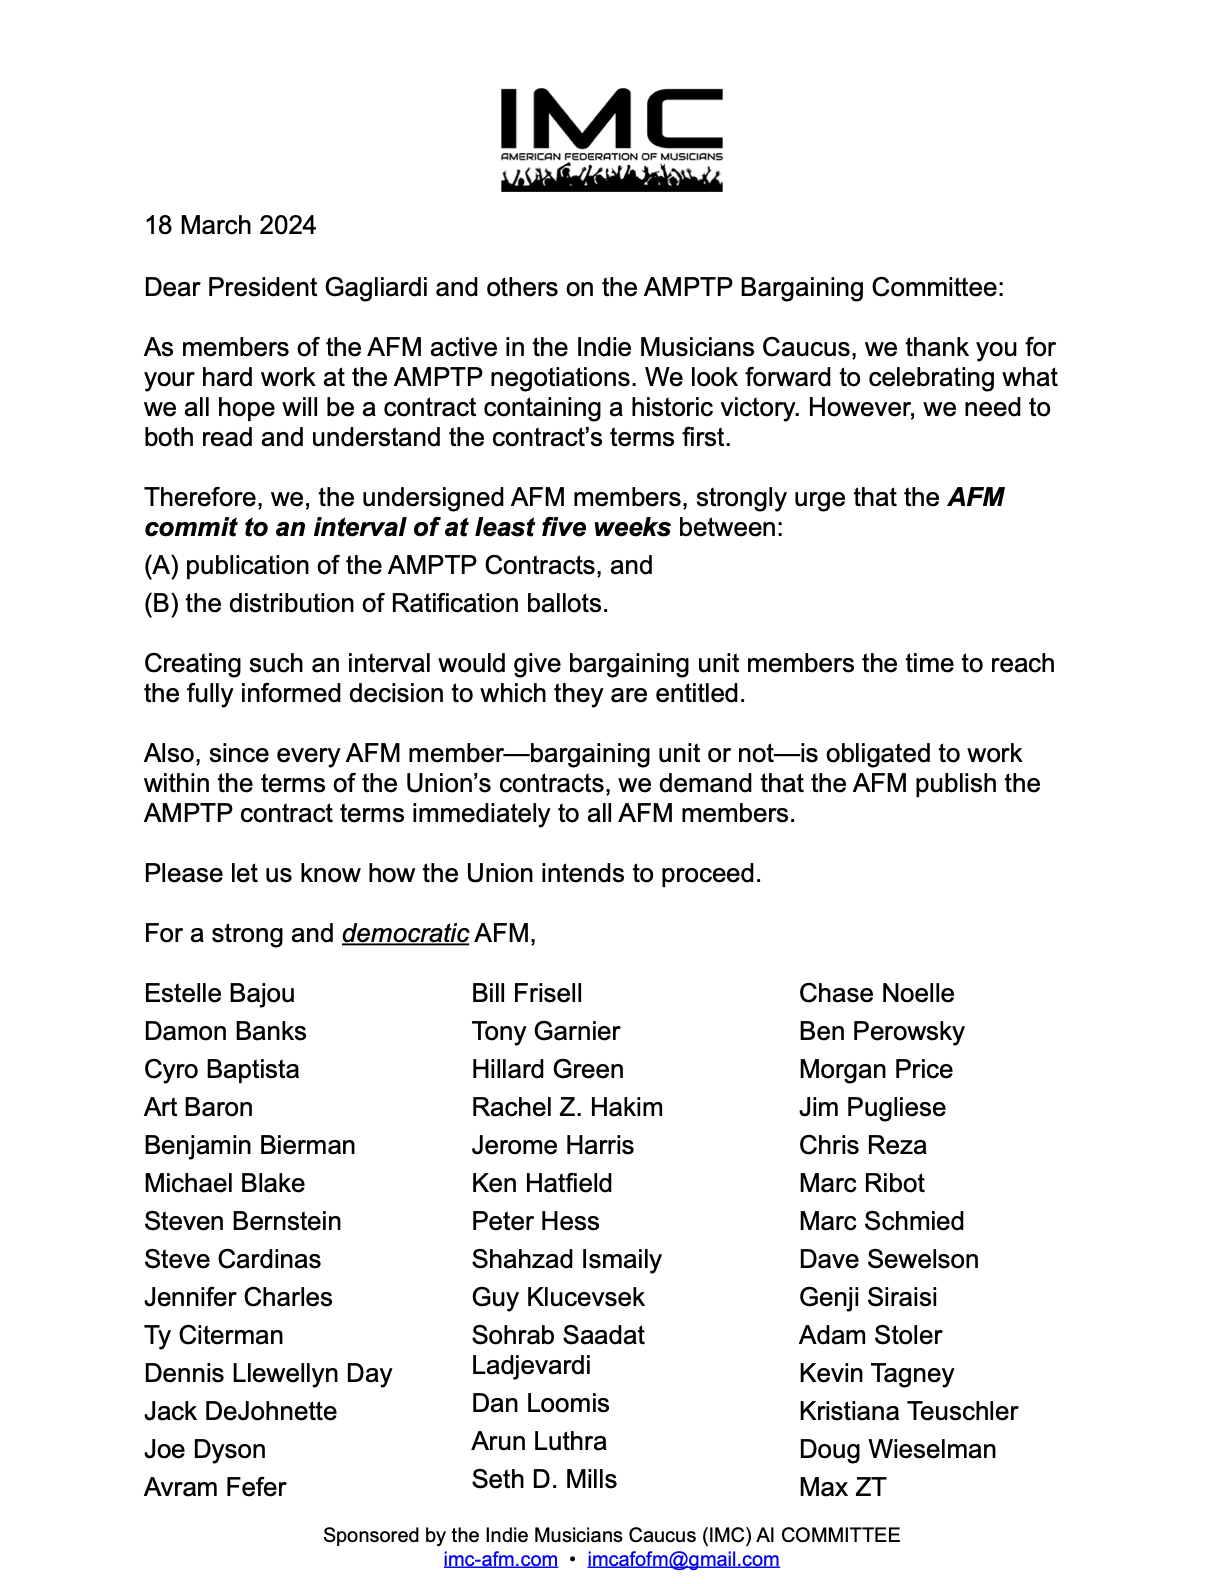 IMC
AMERICAN FEDERATION OF MUSICIANS
18 March 2024
Dear President Gagliardi and others on the AMPTP Bargaining Committee:
As members of the AFM active in the Indie Musicians Caucus, we thank you for
your hard work at the AMPTP negotiations. We look forward to celebrating what
we all hope will be a contract containing a historic victory. However, we need to
both read and understand the contract’s terms first.
Therefore, we, the undersigned AFM members, strongly urge that the AFM
commit to an interval of at least five weeks between:
(A) publication of the AMPTP Contracts, and
(B) the distribution of Ratification ballots.
Creating such an interval would give bargaining unit members the time to reach
the fully informed decision to which they are entitled.
Also, since every AFM member—bargaining unit or not—is obligated to work
within the terms of the Union’s contracts, we demand that the AFM publish the
AMPTP contract terms immediately to all AFM members.
Please let us know how the Union intends to proceed.
For a strong and democratic AFM,
Estelle Bajou
Damon Banks
Cyro Baptista
Art Baron
Benjamin Bierman
Michael Blake
Steven Bernstein
Steve Cardinas
Jennifer Charles
Ty Citerman
Dennis Llewellyn Day
Jack DeJohnette
Joe Dyson
Avram Fefer
Bill Frisell
Tony Garnier
Hillard Green
Rachel Z. Hakim
Jerome Harris
Ken Hatfield
Peter Hess
Shahzad Ismaily
Guy Klucevsek
Sohrab Saadat
Ladjevardi
Dan Loomis
Arun Luthra
Seth D. Mills
Chase Noelle
Ben Perowsky
Morgan Price
Jim Pugliese
Chris Reza
Marc Ribot
Marc Schmied
Dave Sewelson
Genji Siraisi
Adam Stoler
Kevin Tagney
Kristiana Teuschler
Doug Wieselman
Max ZT
Sponsored by the Indie Musicians Caucus (IMC) AI COMMITTEE
imc-afm.com • imcafofm@gmail.com